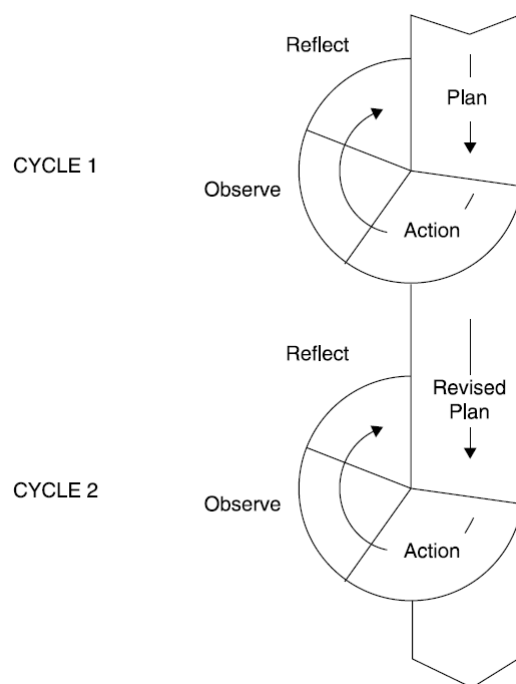 Reflect
Plan
CYCLE 1
Observe
Action
Reflect
Revised
Plan
CYCLE 2
Observe
Action